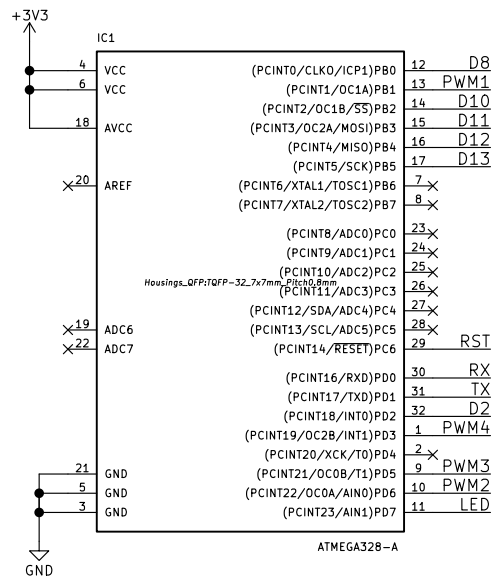 +3V3
IC1
4 VCC (PCINT0/CLKO/ICP1)PB0 12 D8
6 VCC (PCINT1/OC1A)PB1 13 PWM1
(PCINT2/OC1B/SS)PB2 14 D10
18 AVCC (PCINT3/OC2A/MOSI)PB3 15 D11
(PCINT4/MISO)PB4 16 D12
(PCINT5/SCK)PB5 17 D13
20 AREF (PCINT6/XTAL1/TOSC1)PB6 7
(PCINT7/XTAL2/TOSC2)PB7 8
(PCINT8/ADC0)PC0 23
(PCINT9/ADC1)PC1 24
(PCINT10/ADC2)PC2 25
Housings_QFP:TQFP-32_7x7mm_Pitch0.8mm
(PCINT11/ADC3)PC3 26
(PCINT12/SDA/ADC4)PC4 27
19 ADC6 (PCINT13/SCL/ADC5)PC5 28
22 ADC7 (PCINT14/RESET)PC6 29 RST
(PCINT16/RXD)PD0 30 RX
(PCINT17/TXD)PD1 31 TX
(PCINT18/INT0)PD2 32 D2
(PCINT19/OC2B/INT1)PD3 1 PWM4
(PCINT20/XCK/T0)PD4 2
21 GND (PCINT21/OC0B/T1)PD5 9 PWM3
5 GND (PCINT22/OC0A/AIN0)PD6 10 PWM2
3 GND (PCINT23/AIN1)PD7 11 LED
ATMEGA328-A
GND